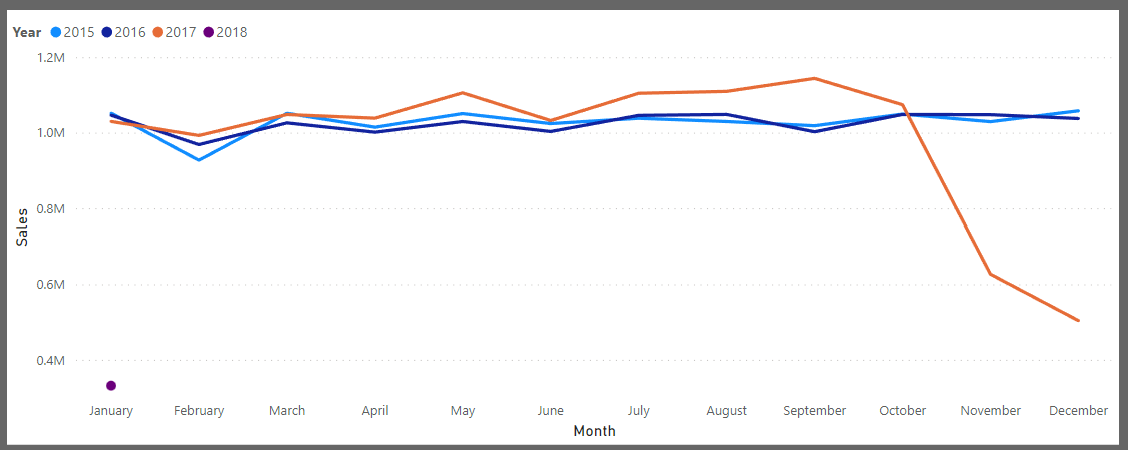 Year 2015 2016 2017 2018
1.2M
1.0M
0.8M
0.6M
0.4M
Sales
January February March April May June July August September October November December
Month